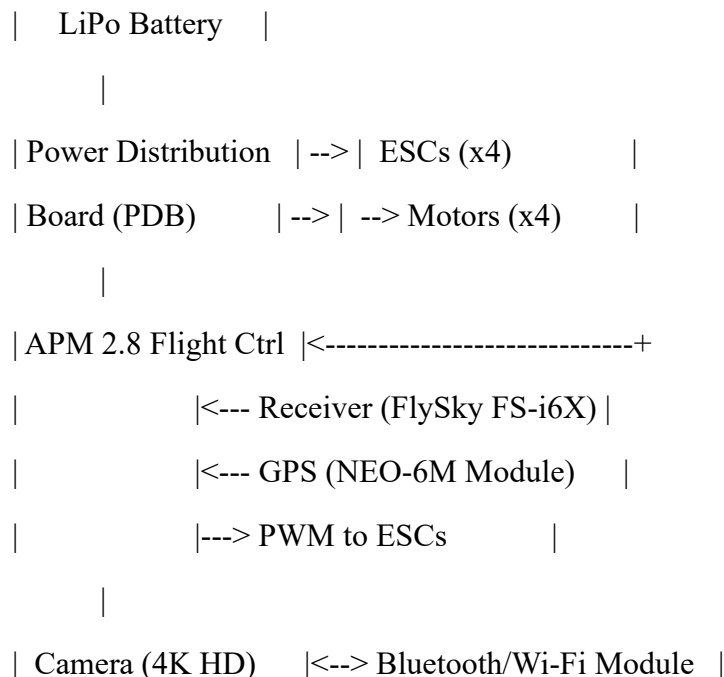 |    LiPo Battery    |
|
| Power Distribution  | --> |  ESCs (x4)              |
| Board (PDB)         | --> |  --> Motors (x4)       |
|
| APM 2.8 Flight Ctrl  |<-----------------------------+
|                     |<--- Receiver (FlySky FS-i6X) |
|                     |<--- GPS (NEO-6M Module)     |
|                     |---> PWM to ESCs           |
|
|  Camera (4K HD)      |<--> Bluetooth/Wi-Fi Module   |